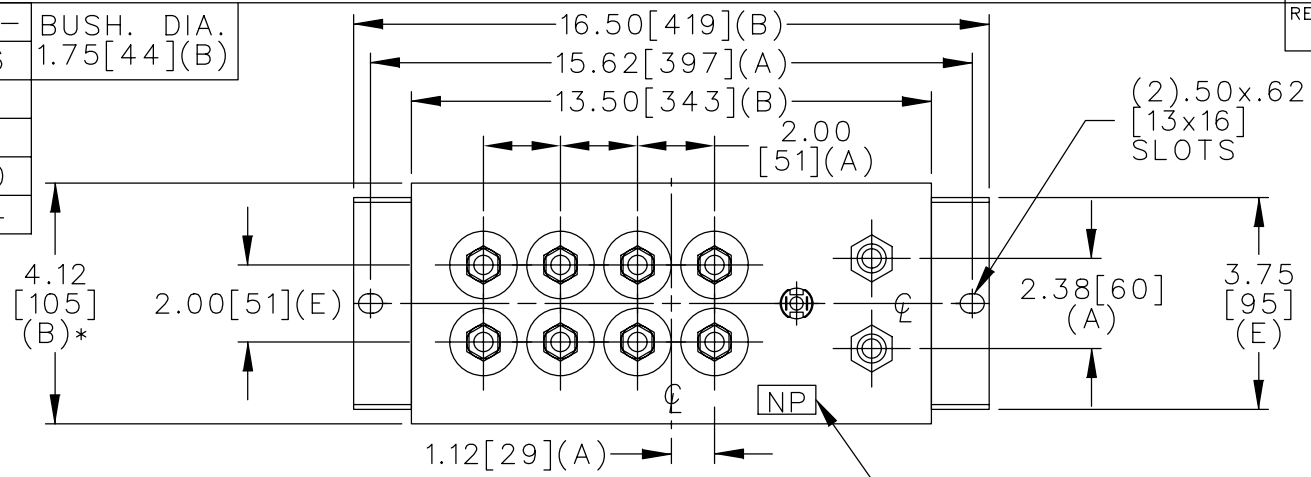 BUSH. DIA.
1.75[44](B)
16.50[419](B)
15.62[397](A)
13.50[343](B)
2.00
[51](A)
(2).50x.62
[13x16]
SLOTS
4.12
[105]
(B)*
2.00[51](E)
2.38[60]
(A)
3.75
[95]
(E)
℄
℄
NP
1.12[29](A)
RE